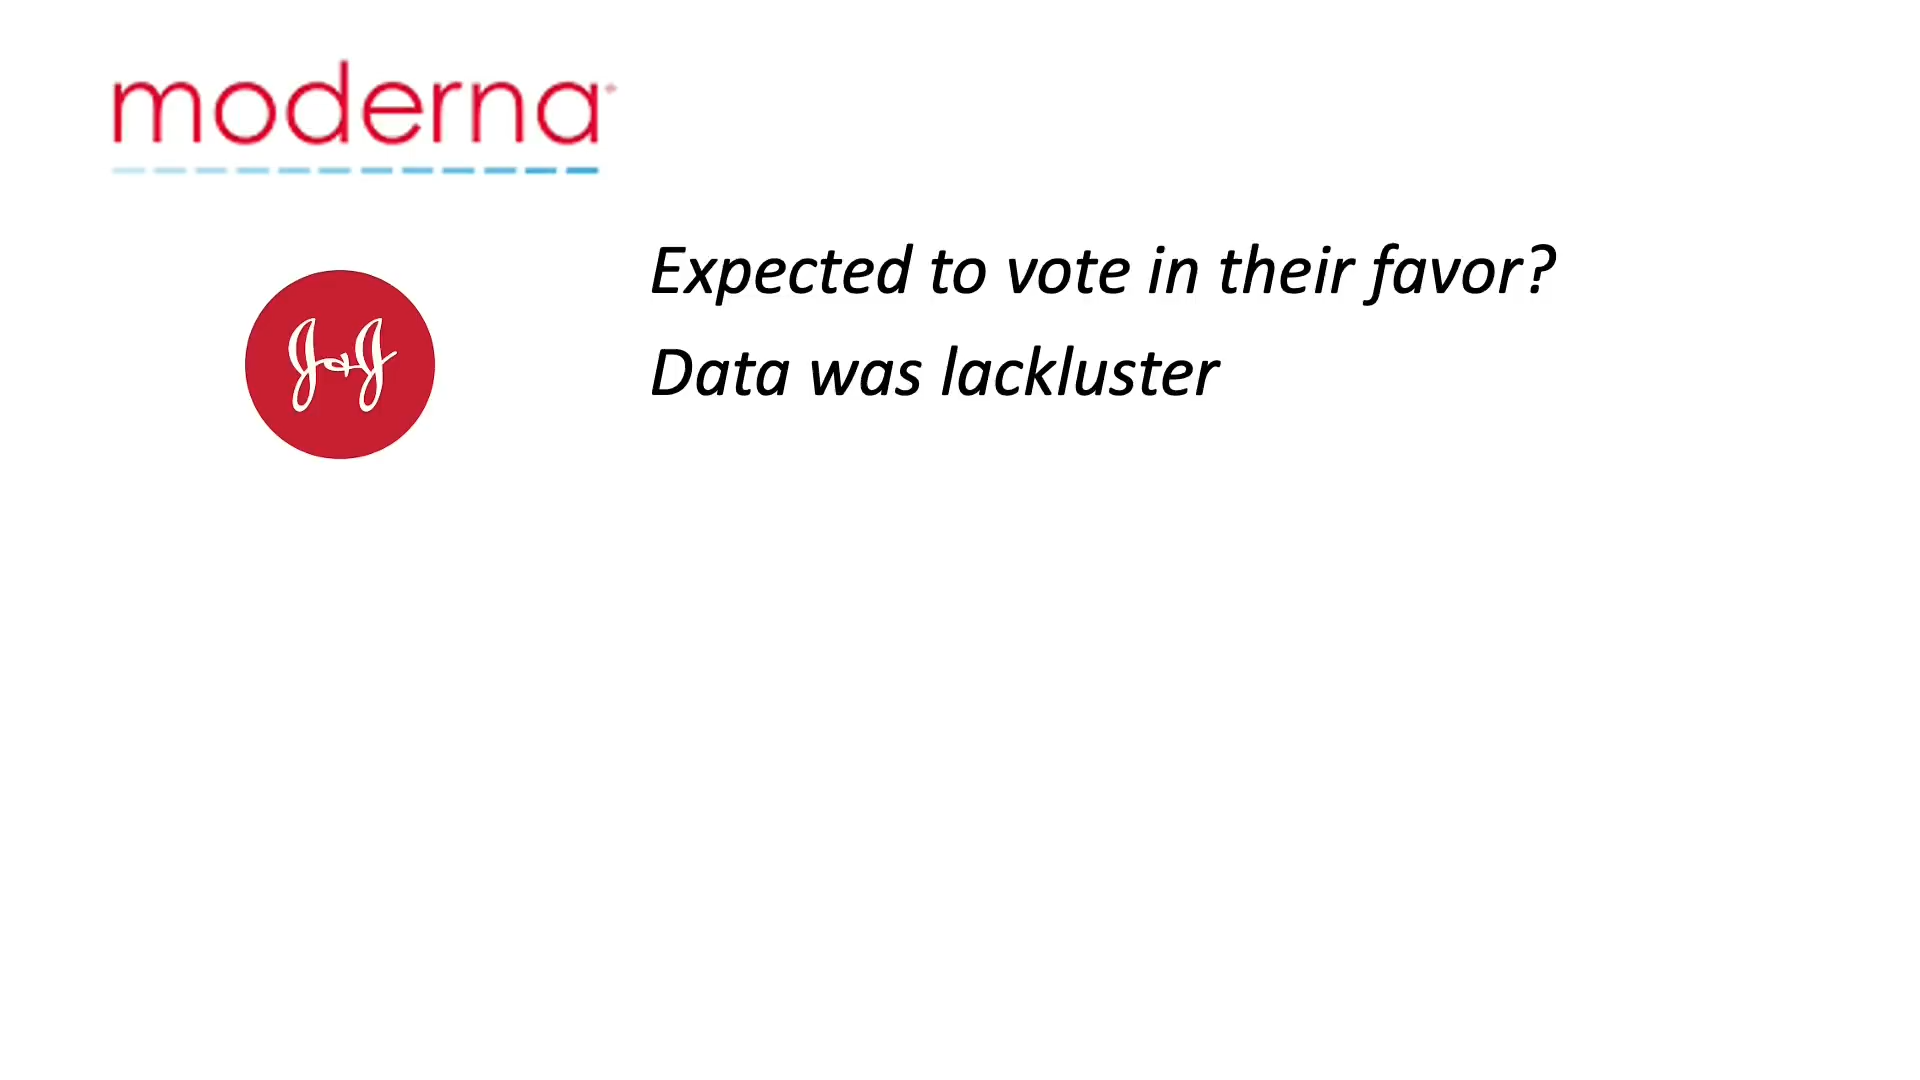 moderna
Expected to vote in their favor?
J&J
Data was lackluster